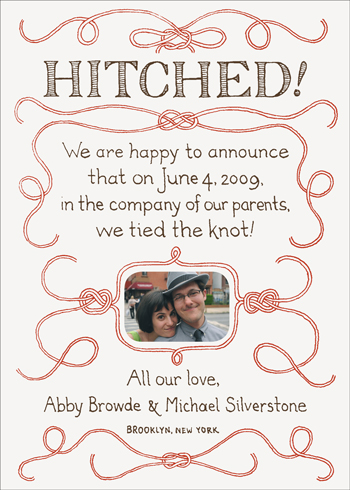 HITCHED!
We are happy to announce
that on June 4, 2009,
in the company of our parents,
we tied the knot!
All our love,
Abby Browde & Michael Silverstone
BROOKLYN, NEW YORK